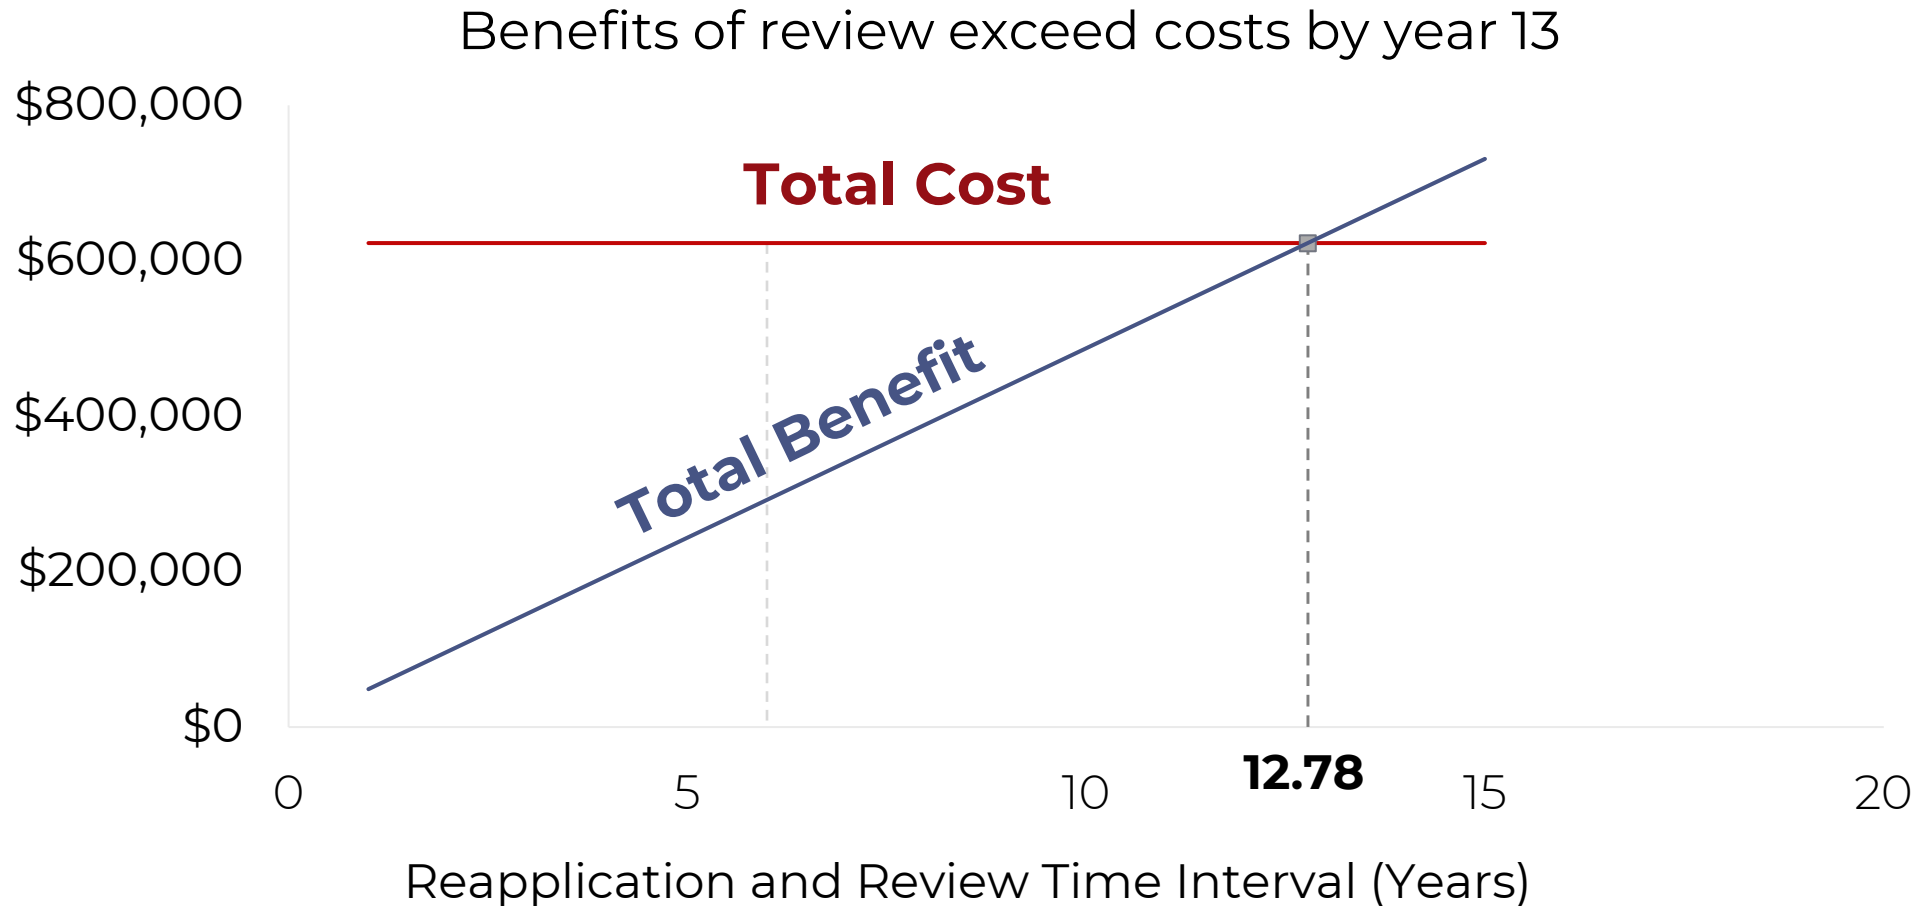 Benefits of review exceed costs by year 13
$800,000
Total Cost
$600,000
Total Benefit
$400,000
$200,000
$0
0
5
10
12.78
15
20
Reapplication and Review Time Interval (Years)